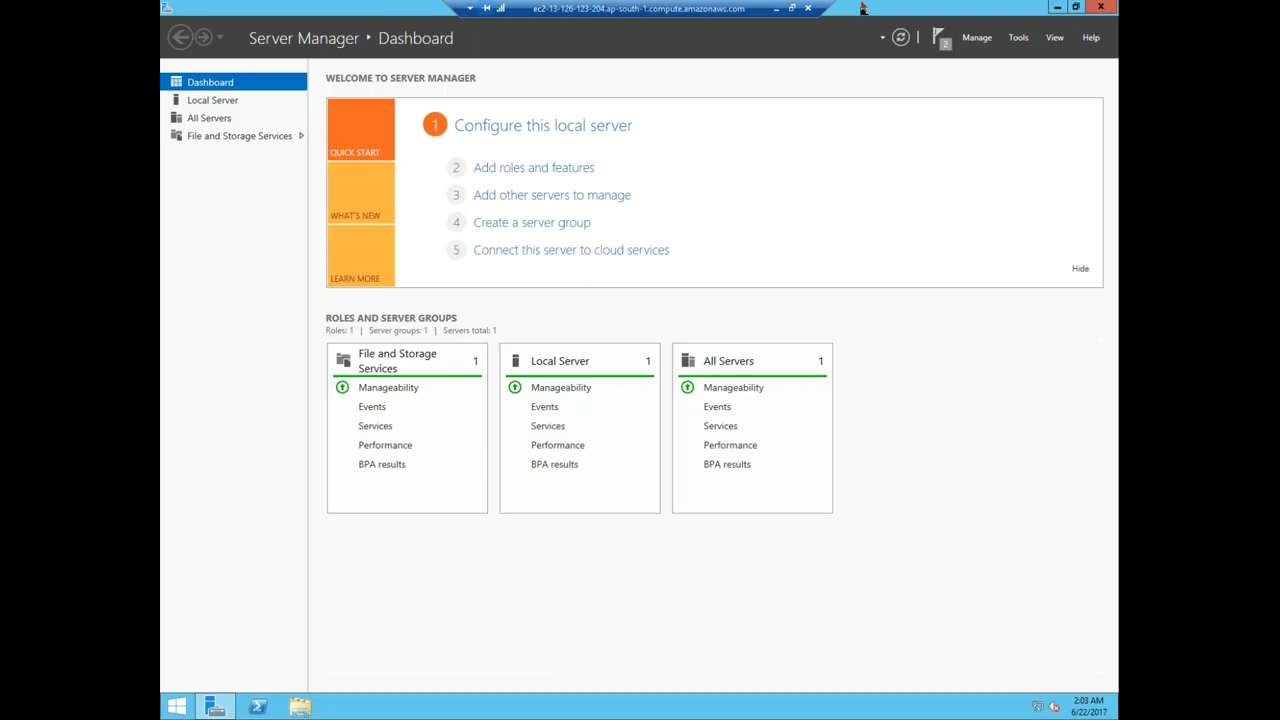 ec2-13-126-123-204.ap-south-1.compute.amazonaws.com
Server Manager Dashboard
2
Manage Tools View Help
Dashboard
Local Server
All Servers
File and Storage Services
WELCOME TO SERVER MANAGER
QUICK START
WHAT'S NEW
LEARN MORE
1 Configure this local server
2 Add roles and features
3 Add other servers to manage
4 Create a server group
5 Connect this server to cloud services
Hide
ROLES AND SERVER GROUPS
Roles: 1 | Server groups: 1 | Servers total: 1
File and Storage
Services
1
Manageability
Events
Services
Performance
BPA results
Local Server 1
Manageability
Events
Services
Performance
BPA results
All Servers 1
Manageability
Events
Services
Performance
BPA results
2:03 AM
6/22/2017